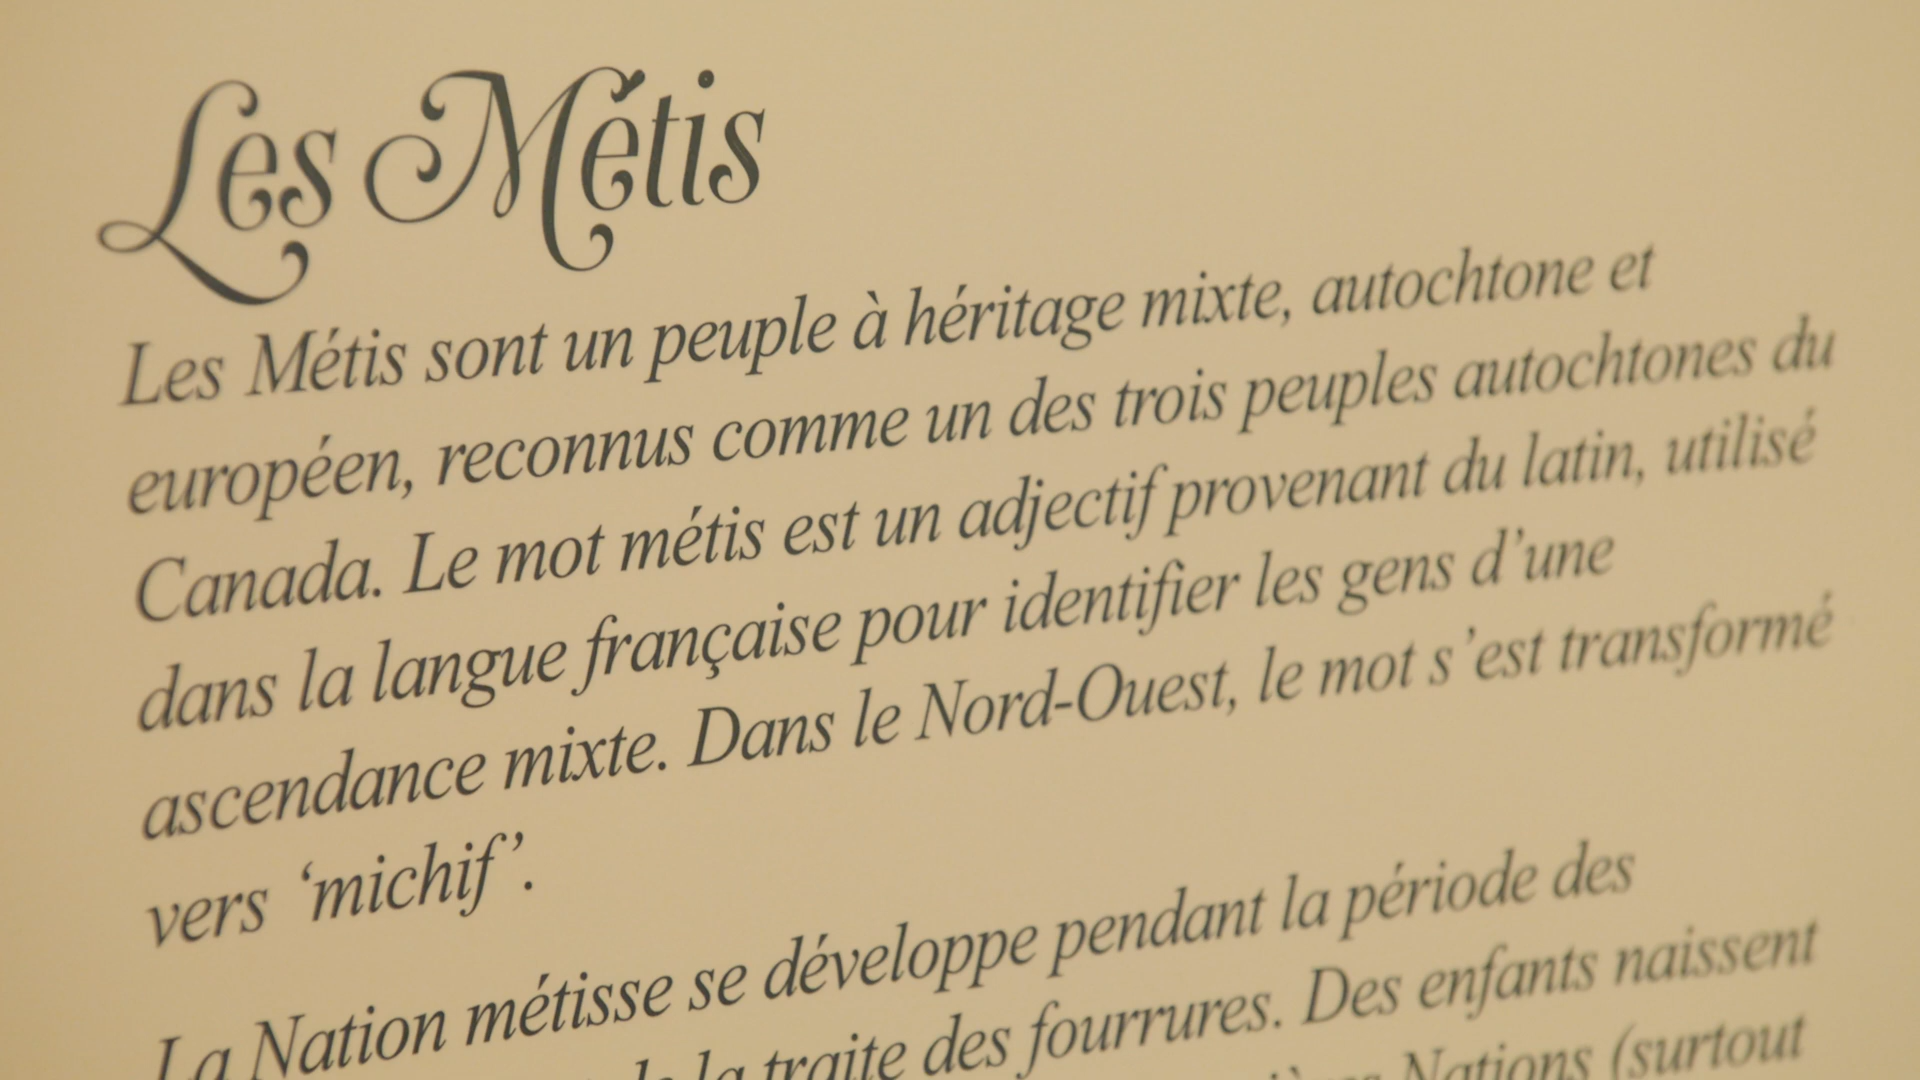 Les Métis
Les Métis sont un peuple à héritage mixte, autochtone et
européen, reconnus comme un des trois peuples autochtones du
Canada. Le mot métis est un adjectif provenant du latin, utilisé
dans la langue française pour identifier les gens d’une
ascendance mixte. Dans le Nord-Ouest, le mot s’est transformé
vers ‘michif’.
La Nation métisse se développe pendant la période des
de la traite des fourrures. Des enfants naissent
Nations (surtout